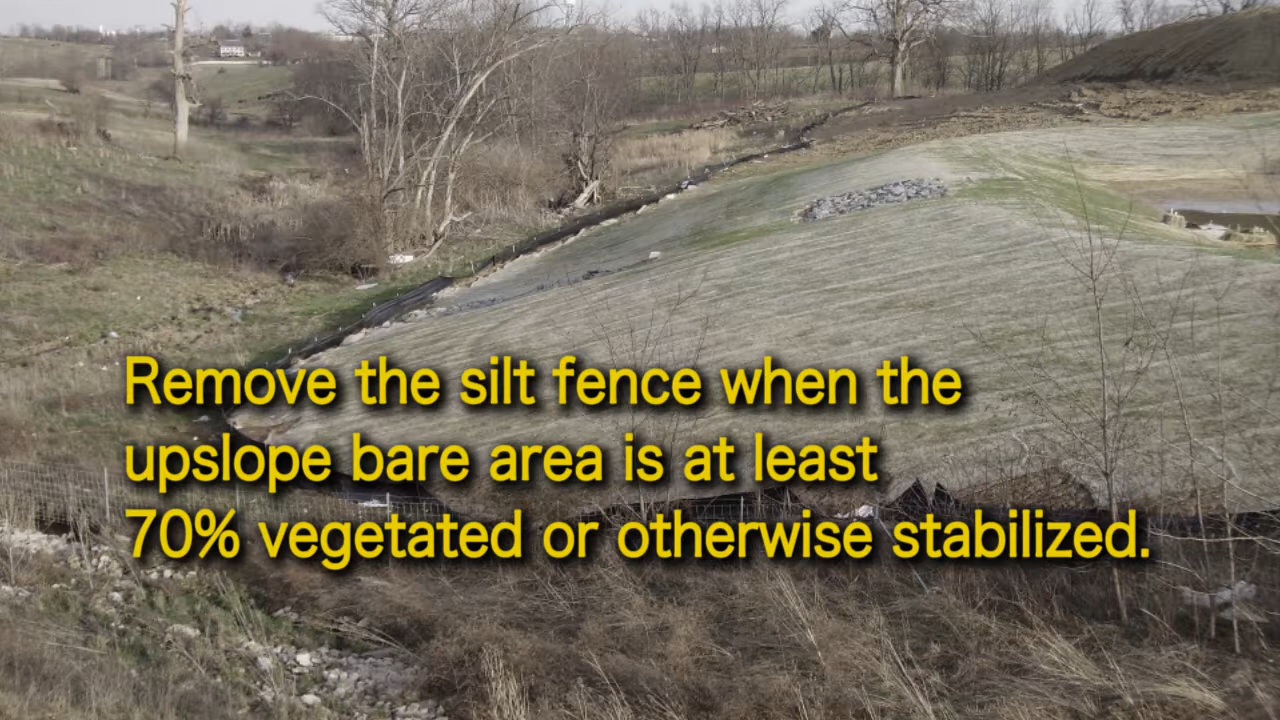 Remove the silt fence when the
upslope bare area is at least
70% vegetated or otherwise stabilized.